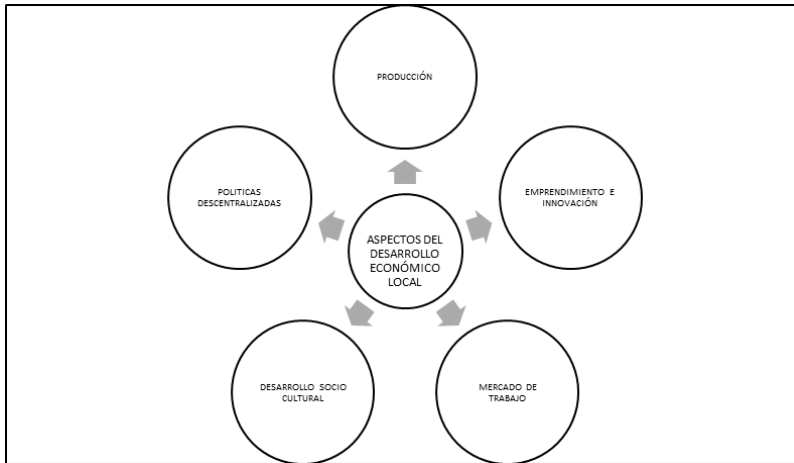 PRODUCCIÓN
EMPRENDIMIENTO E
INNOVACIÓN
POLITICAS
DESCENTRALIZADAS
ASPECTOS DEL
DESARROLLO
ECONÓMICO
LOCAL
DESARROLLO SOCIO
CULTURAL
MERCADO DE
TRABAJO